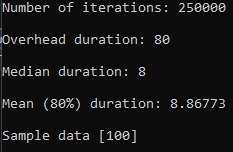 Number of iterations: 250000
Overhead duration: 80
Median duration: 8
Mean (80%) duration: 8.86773
Sample data [100]